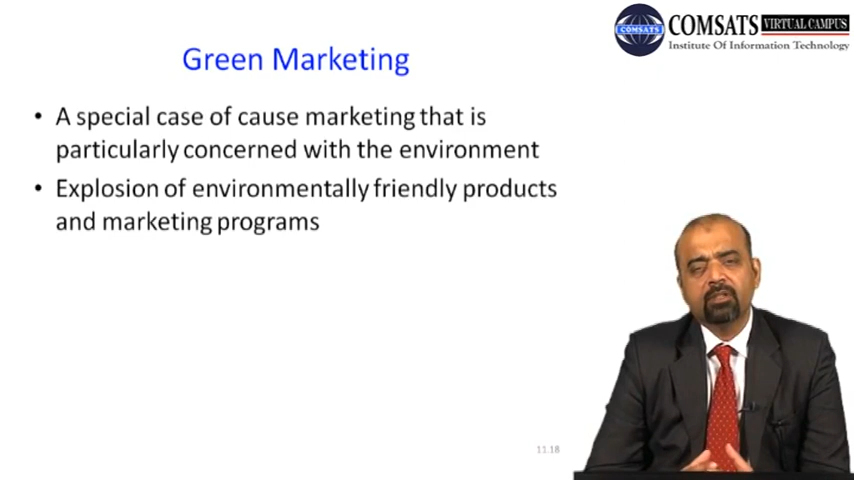 COMSATS VIRTUAL CAMPUS
COMSATS
Institute Of Information Technology
Green Marketing
• A special case of cause marketing that is
particularly concerned with the environment
• Explosion of environmentally friendly products
and marketing programs
11.18